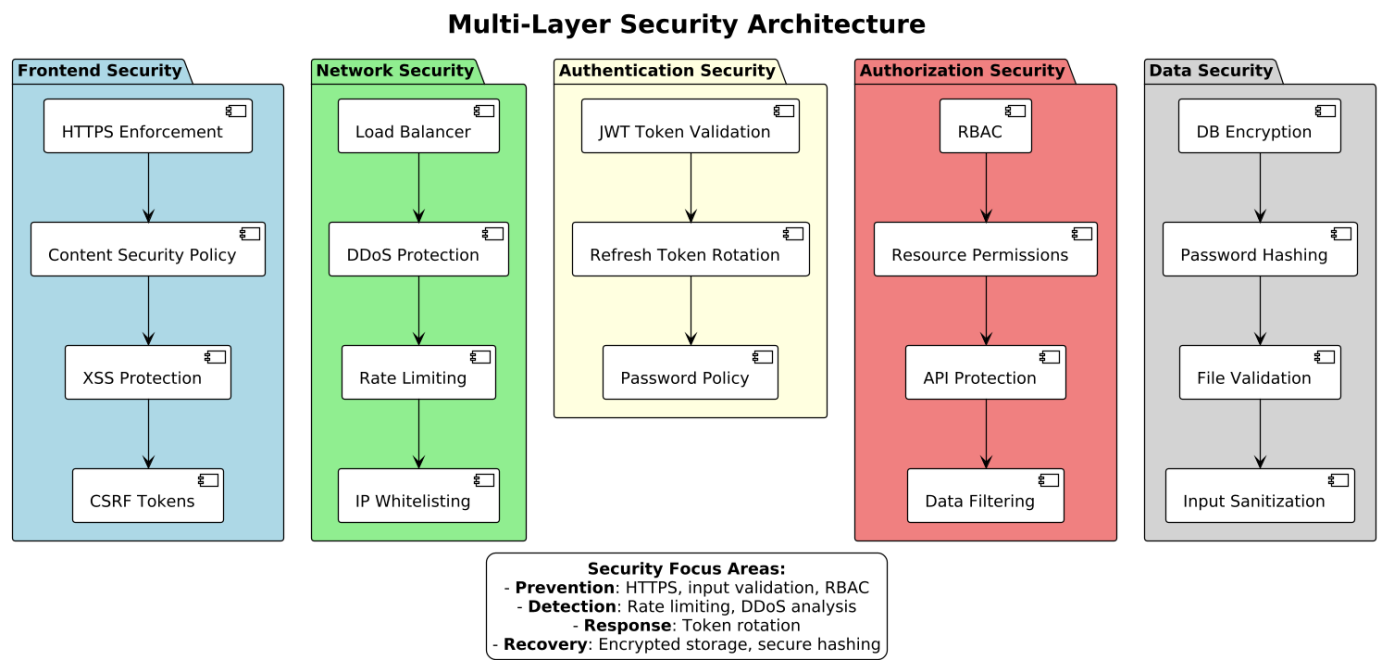 Multi-Layer Security Architecture
Frontend Security
HTTPS Enforcement
Content Security Policy
XSS Protection
CSRF Tokens
Network Security
Load Balancer
DDoS Protection
Rate Limiting
IP Whitelisting
Authentication Security
JWT Token Validation
Refresh Token Rotation
Password Policy
Authorization Security
RBAC
Resource Permissions
API Protection
Data Filtering
Data Security
DB Encryption
Password Hashing
File Validation
Input Sanitization
Security Focus Areas:
- Prevention: HTTPS, input validation, RBAC
- Detection: Rate limiting, DDoS analysis
- Response: Token rotation
- Recovery: Encrypted storage, secure hashing